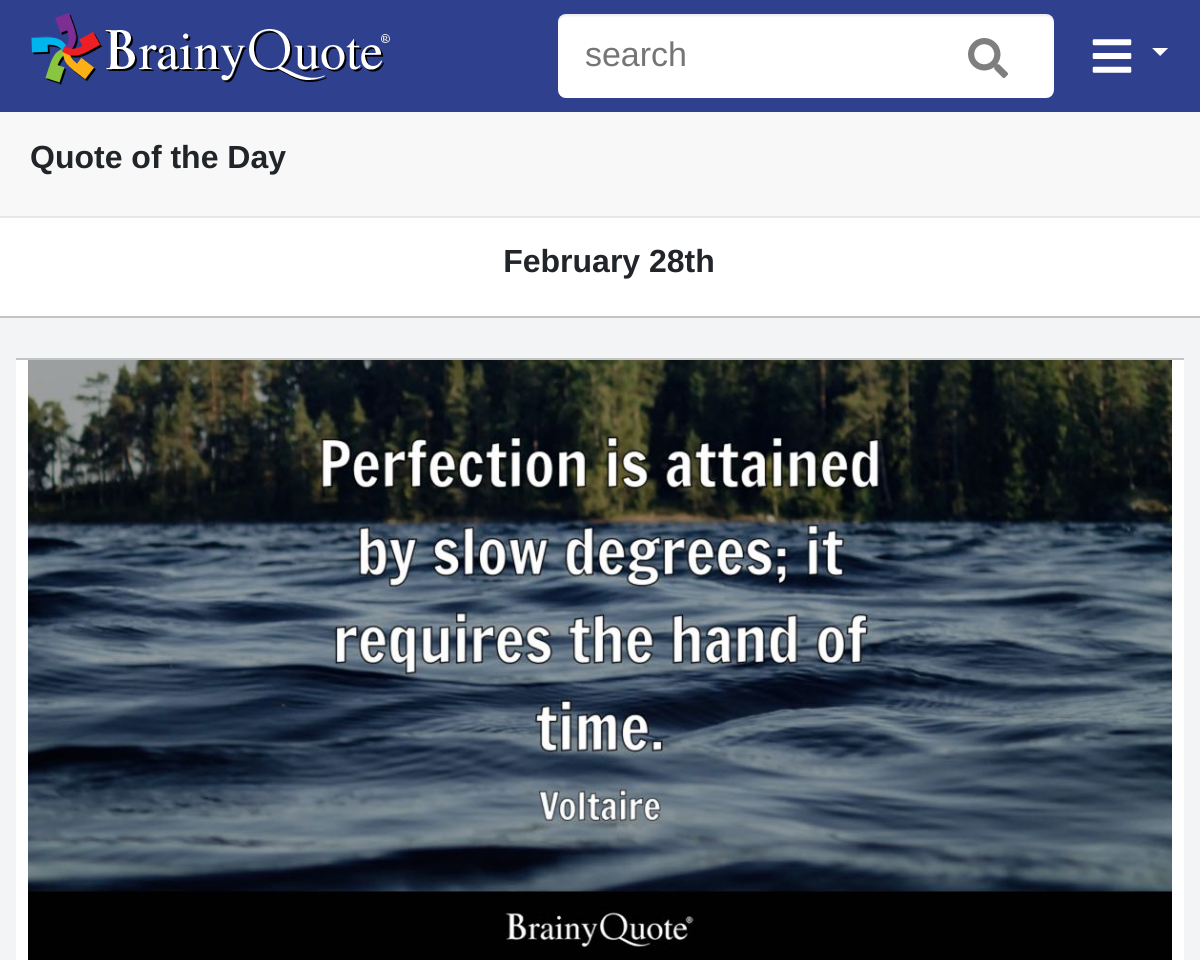 BrainyQuote®
search
Quote of the Day
February 28th
Perfection is attained
by slow degrees; it
requires the hand of
time.
Voltaire
BrainyQuote®